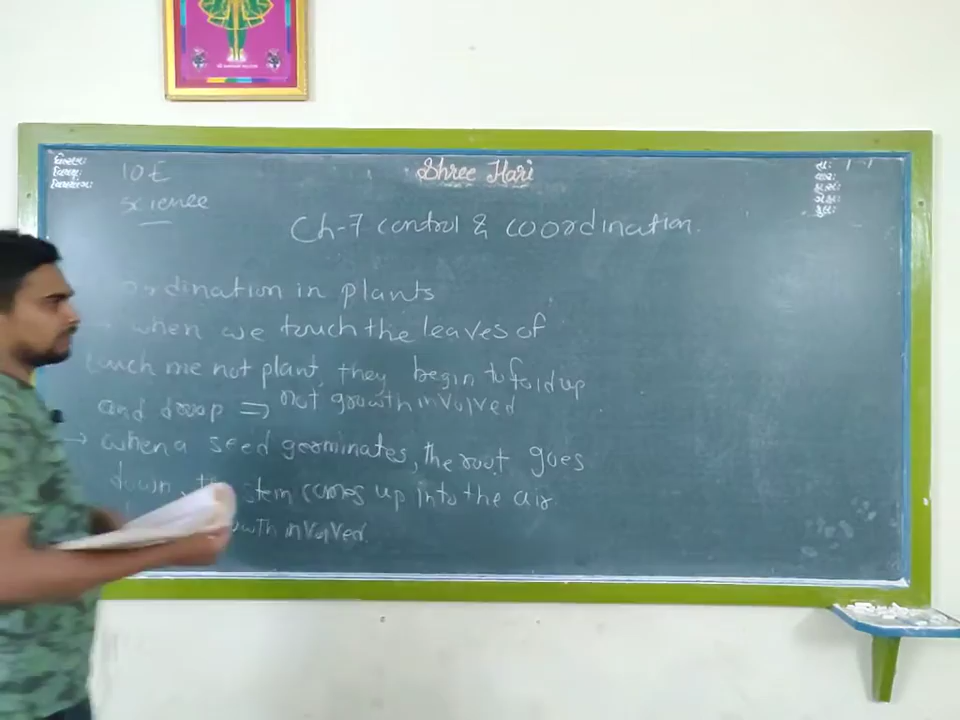 10E
Shree Hari
science
Ch-7 control & coordination.
ordination in plants
→ when we touch the leaves of
touch me not plant, they begin to fold up
and droop ⇒ not growth involved
→ when a seed germinates, the root goes
down, the stem comes up into the air.
owth involved.